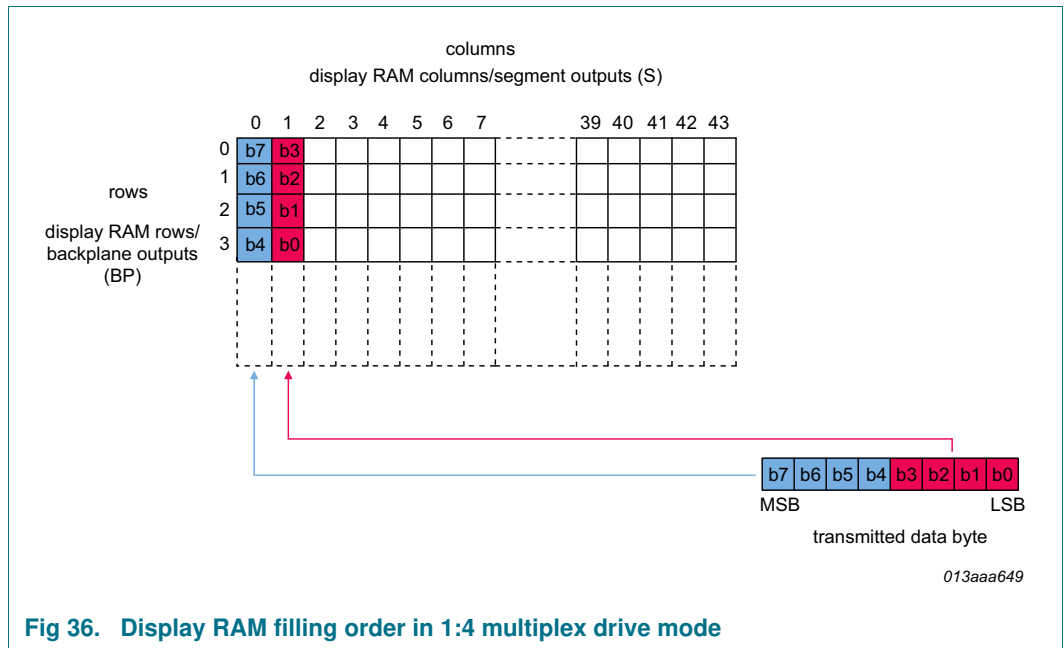 columns
display RAM columns/segment outputs (S)
0 1 2 3 4 5 6 7 39 40 41 42 43
0 b7 b3
1 b6 b2
rows
2 b5 b1
display RAM rows/
3 b4 b0
backplane outputs
(BP)
b7 b6 b5 b4 b3 b2 b1 b0
MSB LSB
transmitted data byte
013aaa649
Fig 36. Display RAM filling order in 1:4 multiplex drive mode